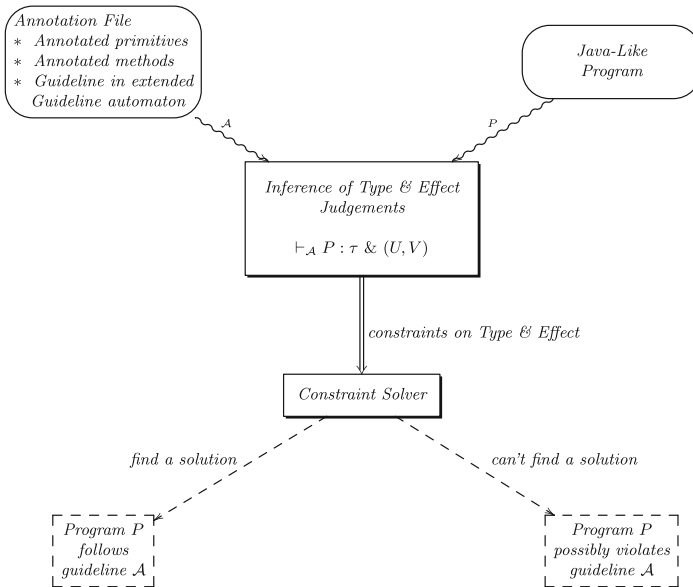 Annotation File
* Annotated primitives
* Annotated methods
* Guideline in extended
Guideline automaton
Java-Like
Program
𝒜
P
Inference of Type & Effect
Judgements
⊢𝒜 P : τ & (U, V)
constraints on Type & Effect
Constraint Solver
find a solution
can't find a solution
Program P
follows
guideline 𝒜
Program P
possibly violates
guideline 𝒜